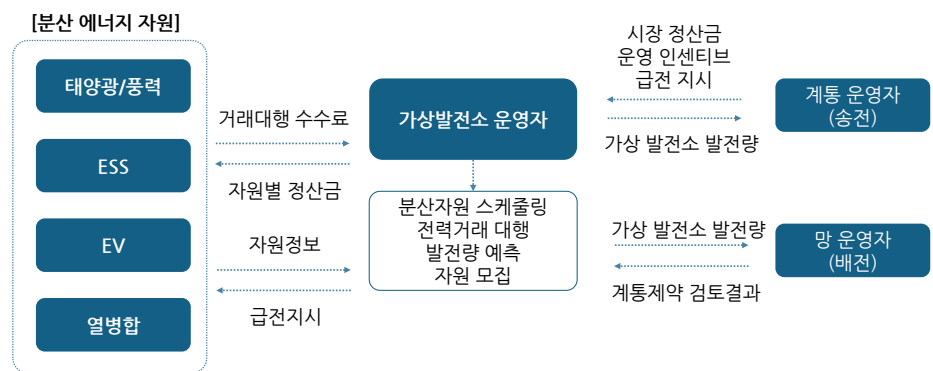 [분산 에너지 자원]
태양광/풍력
ESS
EV
열병합
거래대행 수수료
자원별 정산금
자원정보
급전지시
가상발전소 운영자
분산자원 스케줄링
전력거래 대행
발전량 예측
자원 모집
시장 정산금
운영 인센티브
급전 지시
가상 발전소 발전량
가상 발전소 발전량
계통제약 검토결과
계통 운영자
(송전)
망 운영자
(배전)